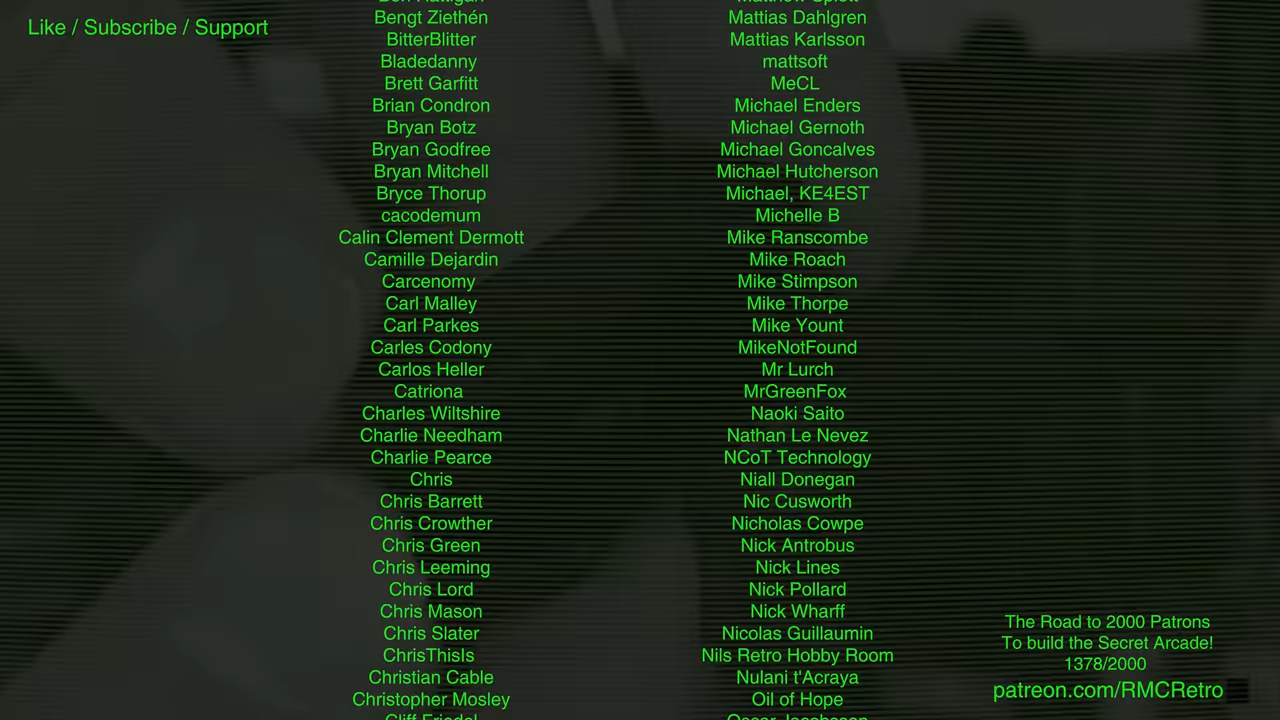 Like / Subscribe / Support
Bengt Ziethén
BitterBlitter
Bladedanny
Brett Garfitt
Brian Condron
Bryan Botz
Bryan Godfree
Bryan Mitchell
Bryce Thorup
cacodemum
Calin Clement Dermott
Camille Dejardin
Carcenomy
Carl Malley
Carl Parkes
Carles Codony
Carlos Heller
Catriona
Charles Wiltshire
Charlie Needham
Charlie Pearce
Chris
Chris Barrett
Chris Crowther
Chris Green
Chris Leeming
Chris Lord
Chris Mason
Chris Slater
ChrisThisIs
Christian Cable
Christopher Mosley
Mattias Dahlgren
Mattias Karlsson
mattsoft
MeCL
Michael Enders
Michael Gernoth
Michael Goncalves
Michael Hutcherson
Michael, KE4EST
Michelle B
Mike Ranscombe
Mike Roach
Mike Stimpson
Mike Thorpe
Mike Yount
MikeNotFound
Mr Lurch
MrGreenFox
Naoki Saito
Nathan Le Nevez
NCoT Technology
Niall Donegan
Nic Cusworth
Nicholas Cowpe
Nick Antrobus
Nick Lines
Nick Pollard
Nick Wharff
Nicolas Guillaumin
Nils Retro Hobby Room
Nulani t'Acraya
Oil of Hope
The Road to 2000 Patrons
To build the Secret Arcade!
1378/2000
patreon.com/RMCRetro